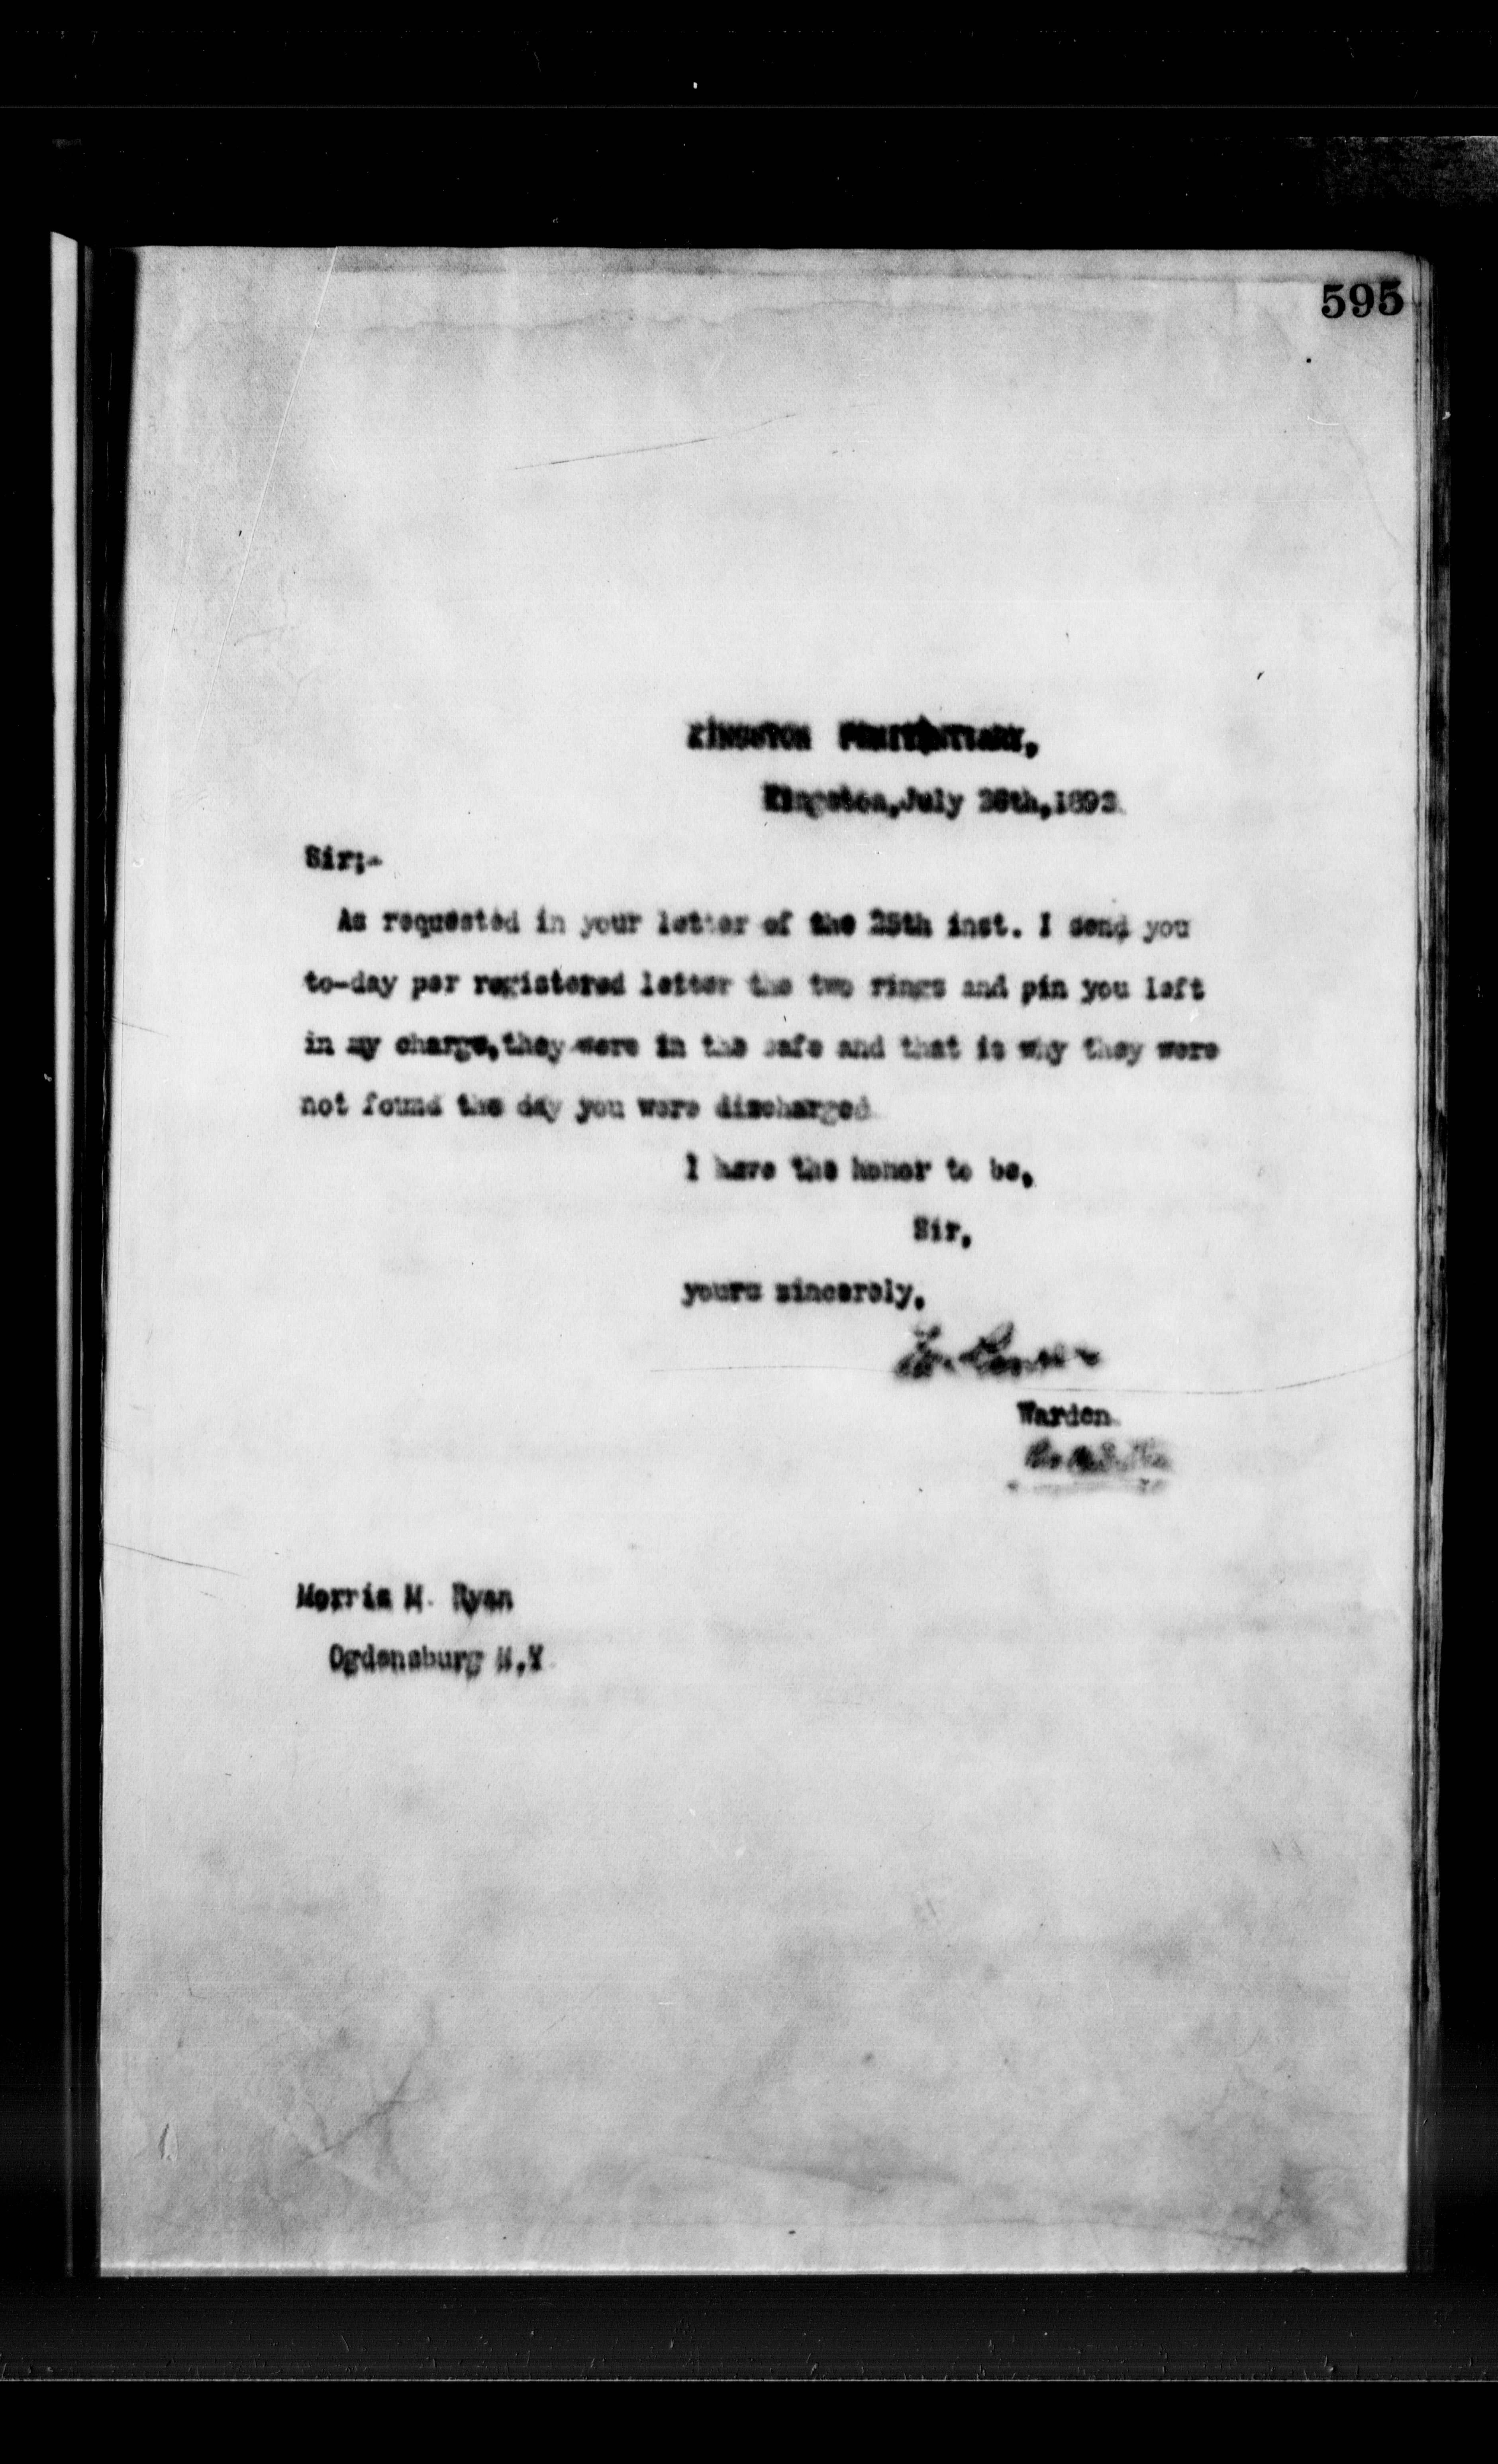 595
KINGSTON PENITENTIARY,
Kingston, July
Sir;-
As requested in your letter of the 25th inst. I send you
to-day per registered letter the two rings and pin you left
in my charge, they were in the safe and that is why they were
not found the day you were discharged
I have the honor to be,
Sir,
yours sincerely,
Warden.
Morris M. Ryan
Ogdensburg N.Y.